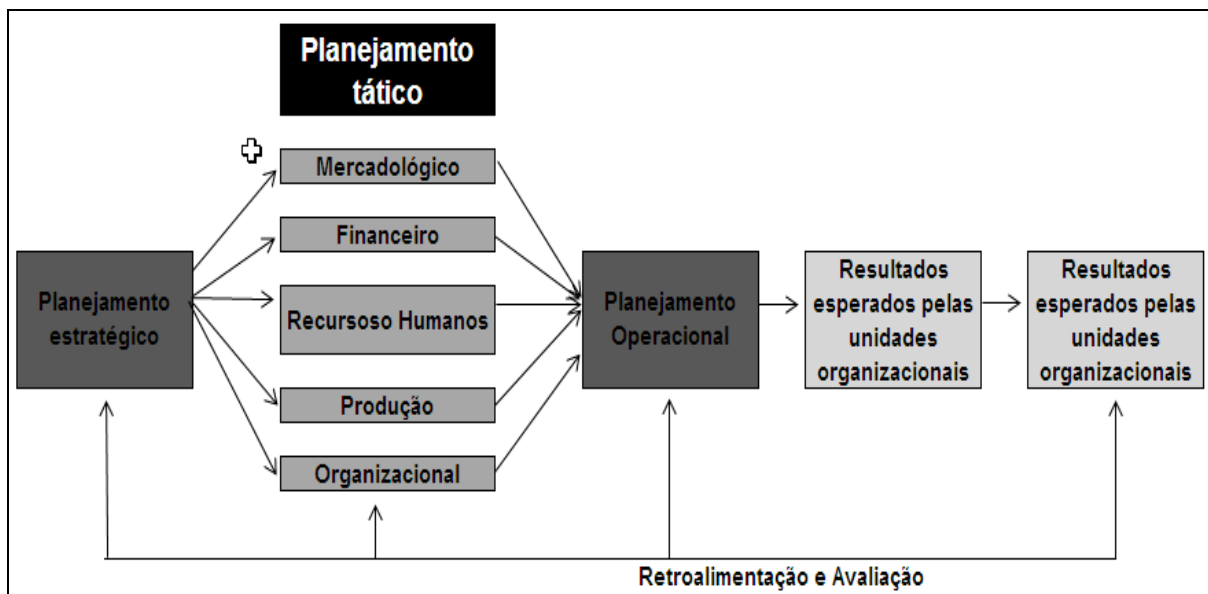 Planejamento
tático
Mercadológico
Financeiro
Recursoso Humanos
Produção
Organizacional
Planejamento
estratégico
Planejamento
Operacional
Resultados
esperados pelas
unidades
organizacionais
Resultados
esperados pelas
unidades
organizacionais
Retroalimentação e Avaliação